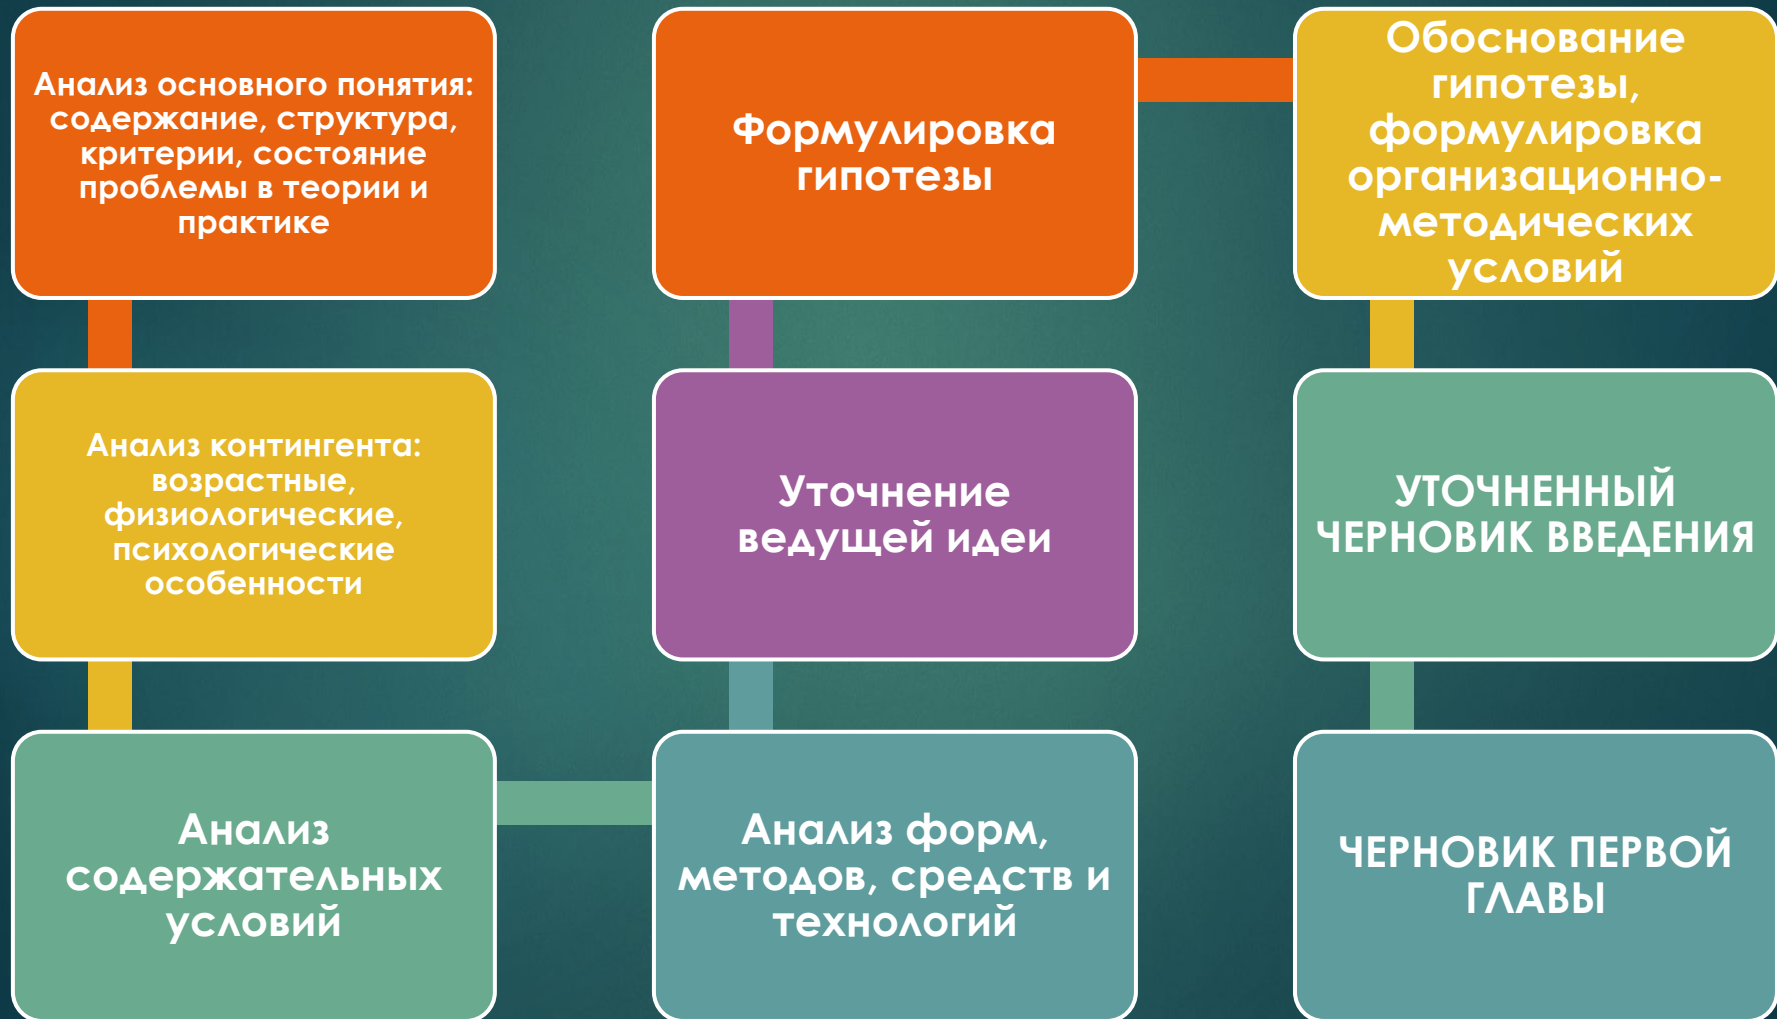 Анализ основного понятия:
содержание, структура,
критерии, состояние
проблемы в теории и
практике
Анализ контингента:
возрастные,
физиологические,
психологические
особенности
Анализ
содержательных
условий
Анализ форм,
методов, средств и
технологий
Уточнение
ведущей идеи
Формулировка
гипотезы
Обоснование
гипотезы,
формулировка
организационно-
методических
условий
УТОЧНЕННЫЙ
ЧЕРНОВИК ВВЕДЕНИЯ
ЧЕРНОВИК ПЕРВОЙ
ГЛАВЫ